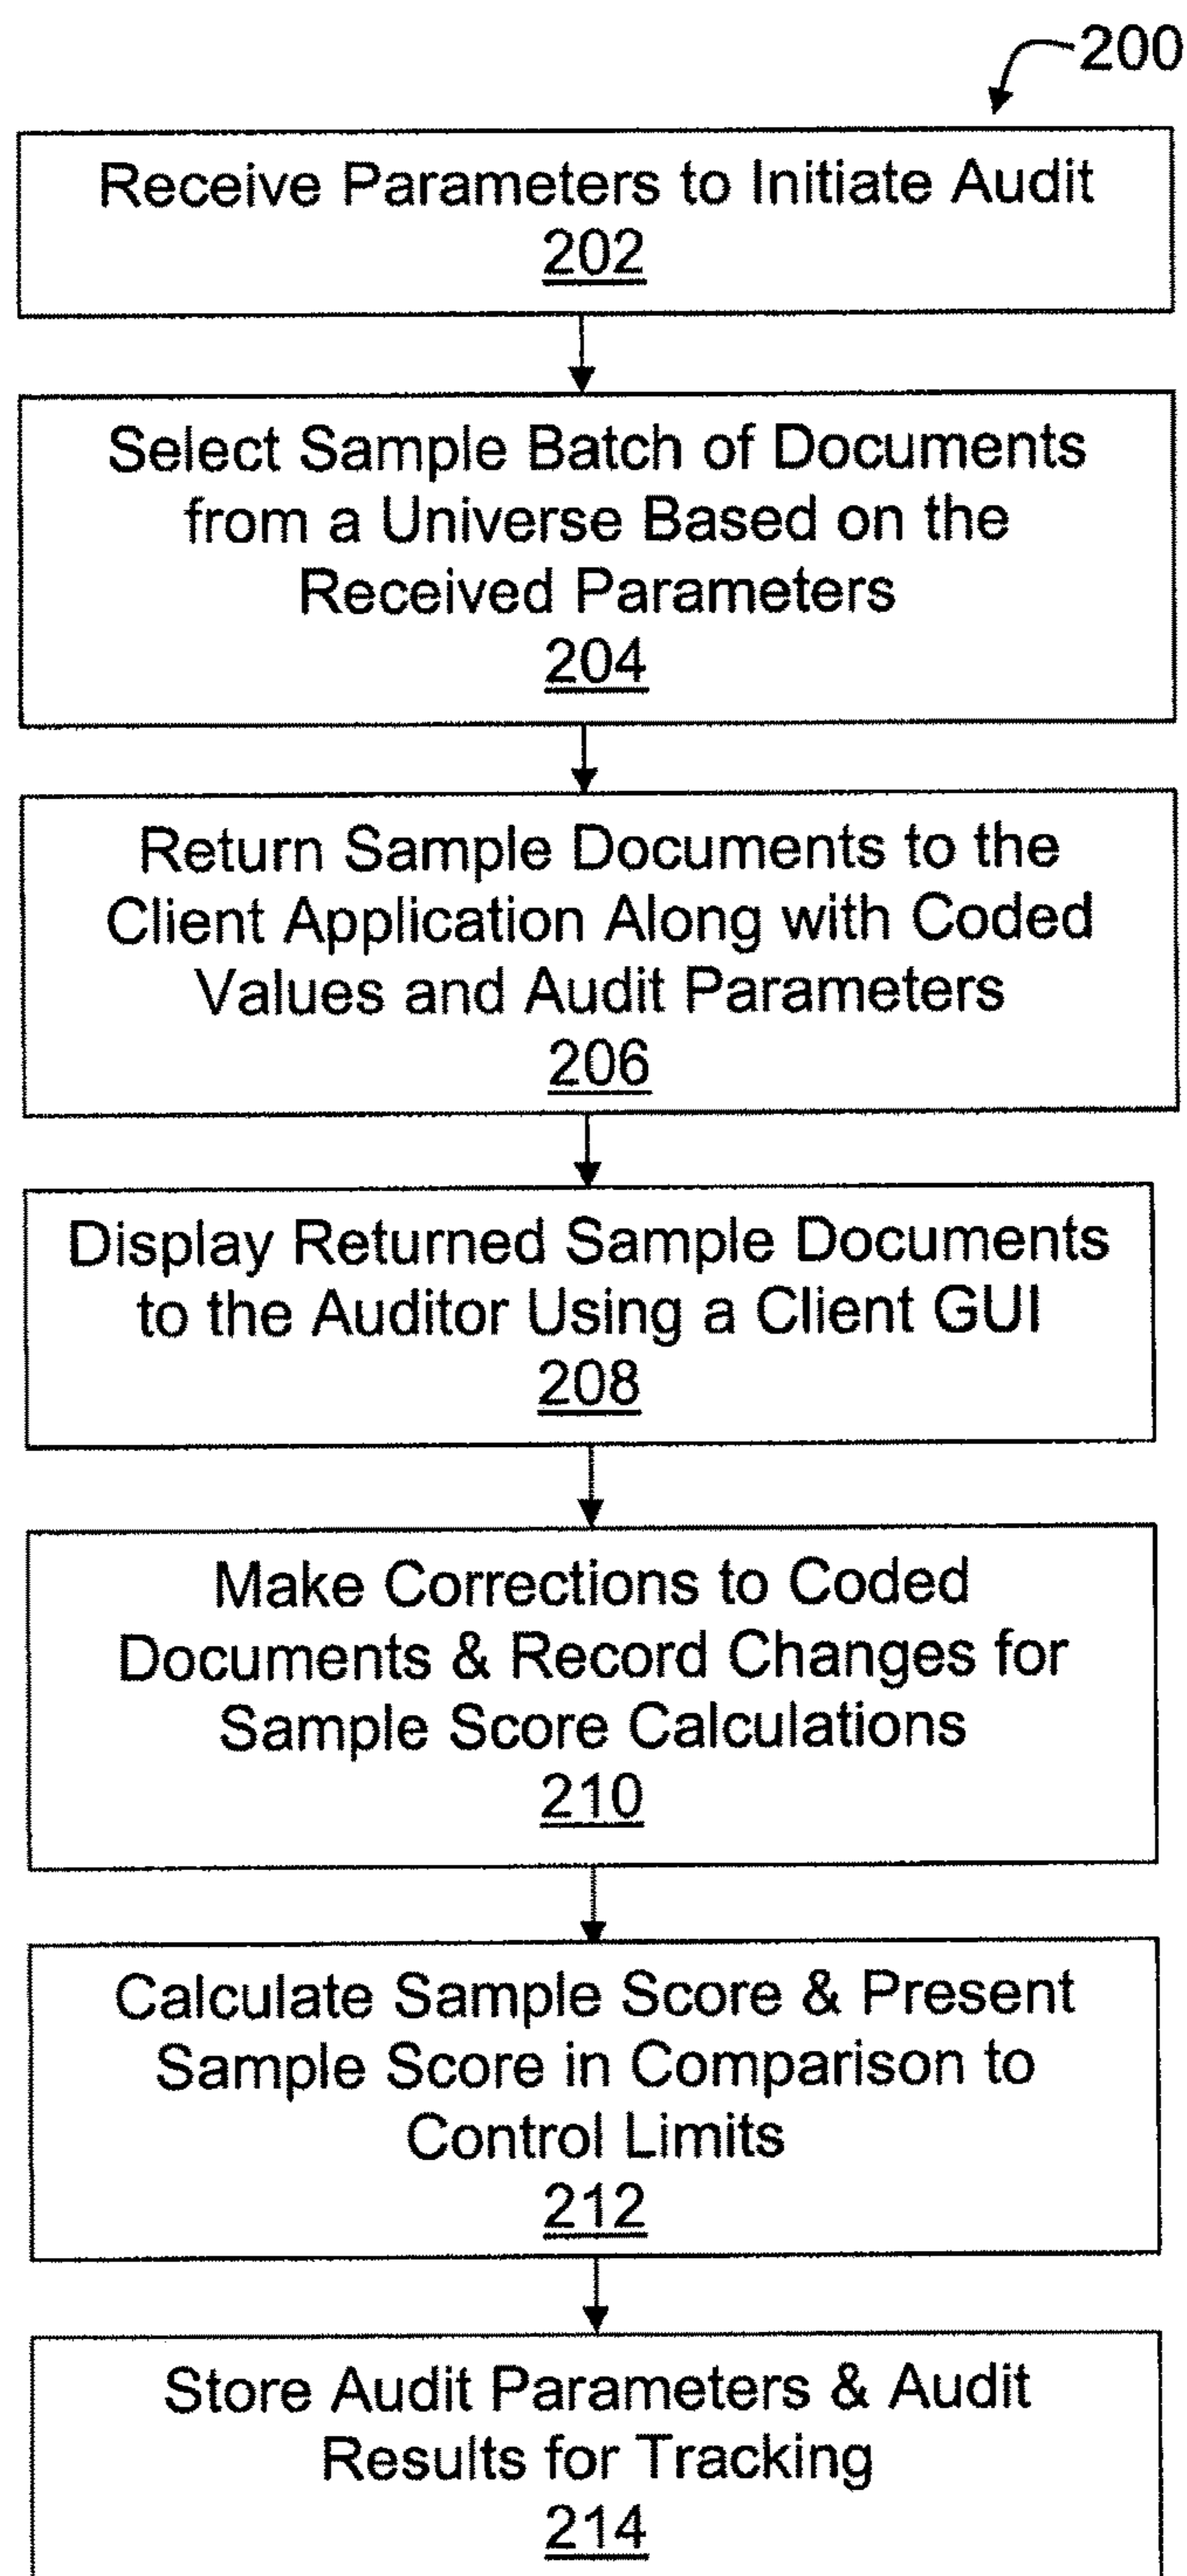 200
Receive Parameters to Initiate Audit
202
Select Sample Batch of Documents
from a Universe Based on the
Received Parameters
204
Return Sample Documents to the
Client Application Along with Coded
Values and Audit Parameters
206
Display Returned Sample Documents
to the Auditor Using a Client GUI
208
Make Corrections to Coded
Documents & Record Changes for
Sample Score Calculations
210
Calculate Sample Score & Present
Sample Score in Comparison to
Control Limits
212
Store Audit Parameters & Audit
Results for Tracking
214